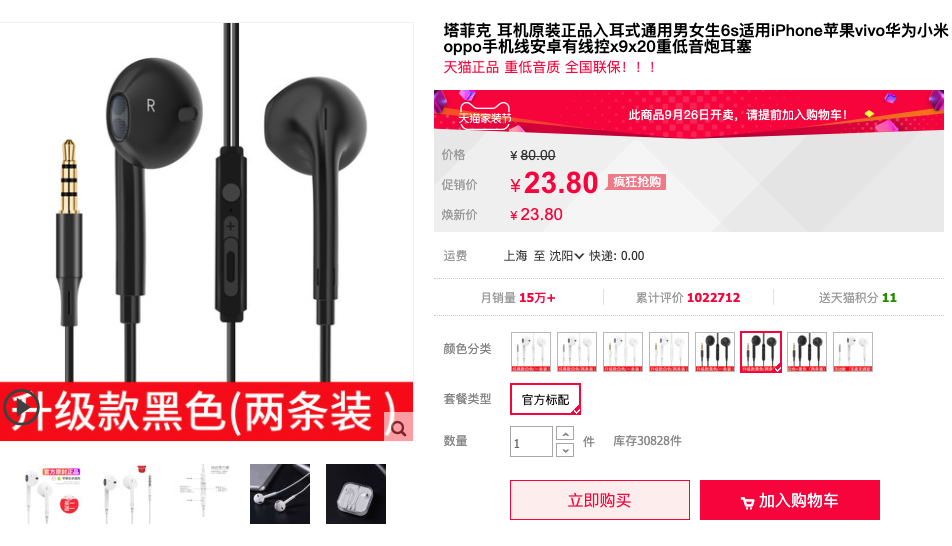 塔菲克 耳机原装正品入耳式通用男女生6s适用iPhone苹果vivo华为小米
oppo手机线安卓有线控x9x20重低音炮耳塞
天猫正品 重低音质 全国联保！！！
天猫家装节
此商品9月26日开卖，请提前加入购物车！
价格 ¥ 80.00
促销价 ¥ 23.80 疯狂抢购
焕新价 ¥ 23.80
运费 上海 至 沈阳 快递: 0.00
月销量 15万+ 累计评价 1022712 送天猫积分 11
颜色分类
套餐类型 官方标配
数量 1 件 库存30828件
立即购买 加入购物车
R
升级款黑色(两条装)
官方限时正品